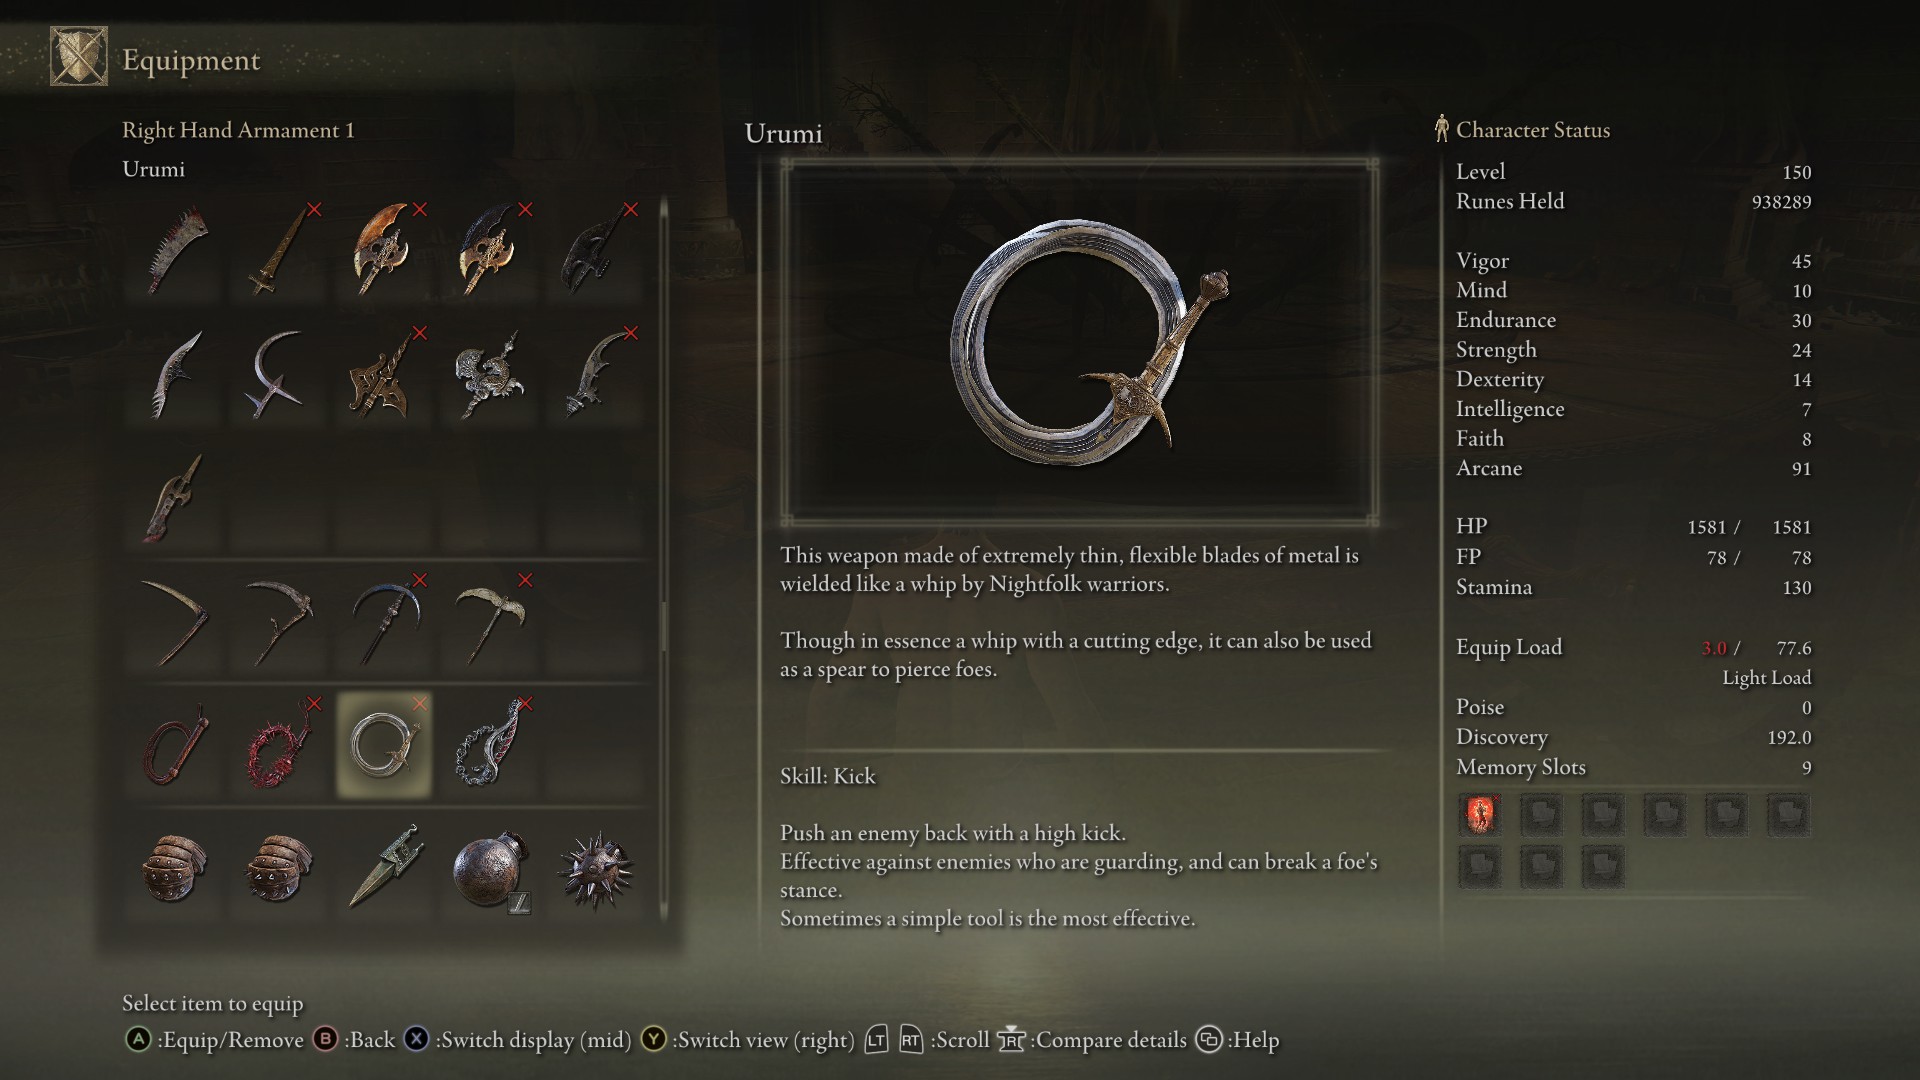 Equipment
Right Hand Armament 1
Urumi
Urumi
This weapon made of extremely thin, flexible blades of metal is
wielded like a whip by Nightfolk warriors.
Though in essence a whip with a cutting edge, it can also be used
as a spear to pierce foes.
Skill: Kick
Push an enemy back with a high kick.
Effective against enemies who are guarding, and can break a foe's
stance.
Sometimes a simple tool is the most effective.
Character Status
Level 150
Runes Held 938289
Vigor 45
Mind 10
Endurance 30
Strength 24
Dexterity 14
Intelligence 7
Faith 8
Arcane 91
HP 1581 / 1581
FP 78 / 78
Stamina 130
Equip Load 3.0 / 77.6
Light Load
Poise 0
Discovery 192.0
Memory Slots 9
Select item to equip
A :Equip/Remove B :Back X :Switch display (mid) Y :Switch view (right) LT RT :Scroll R :Compare details :Help